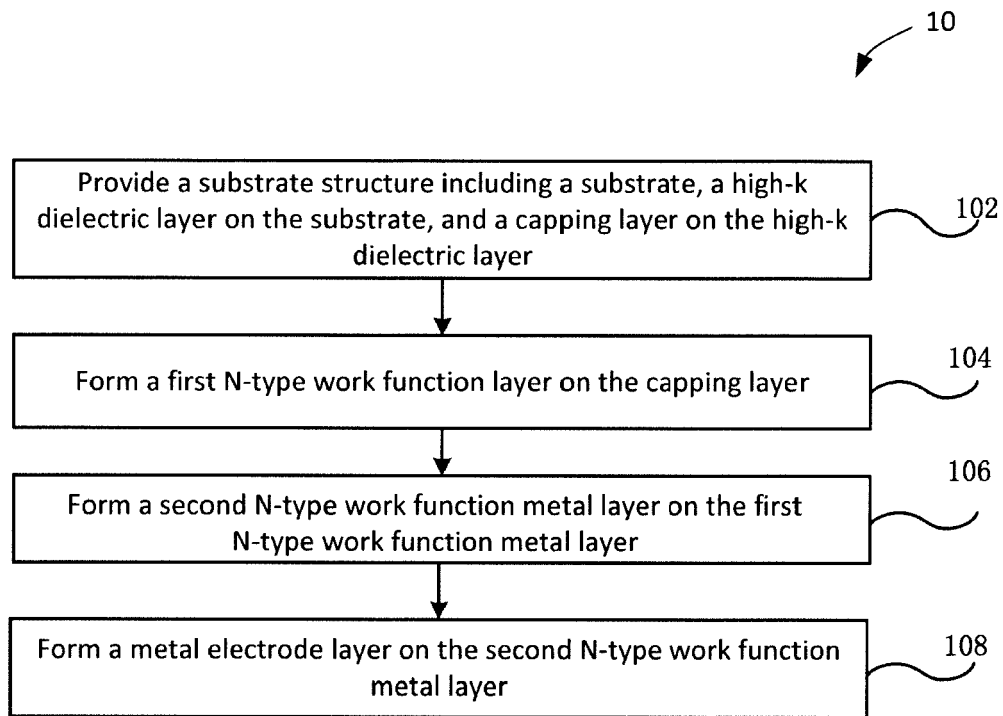 10
Provide a substrate structure including a substrate, a high-k
dielectric layer on the substrate, and a capping layer on the high-k
dielectric layer
102
Form a first N-type work function layer on the capping layer
104
Form a second N-type work function metal layer on the first
N-type work function metal layer
106
Form a metal electrode layer on the second N-type work function
metal layer
108